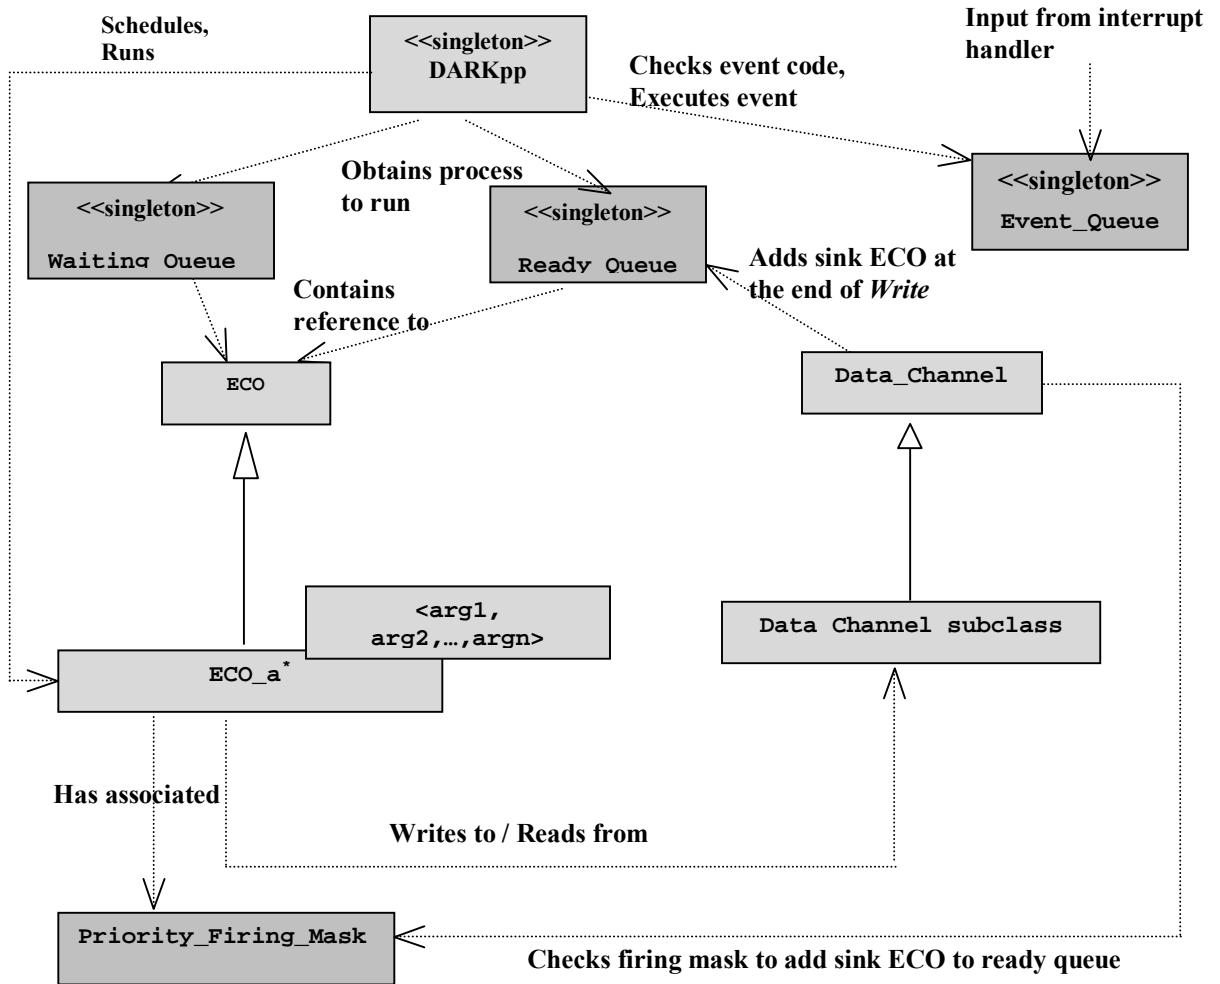 Schedules,
Runs
<<singleton>>
DARKpp
Input from interrupt
handler
Checks event code,
Executes event
Obtains process
to run
<<singleton>>
Waiting Queue
<<singleton>>
Ready Queue
<<singleton>>
Event_Queue
Adds sink ECO at
the end of Write
Contains
reference to
ECO
Data_Channel
<arg1,
arg2,…,argn>
ECO_a*
Data Channel subclass
Has associated
Writes to / Reads from
Priority_Firing_Mask
Checks firing mask to add sink ECO to ready queue